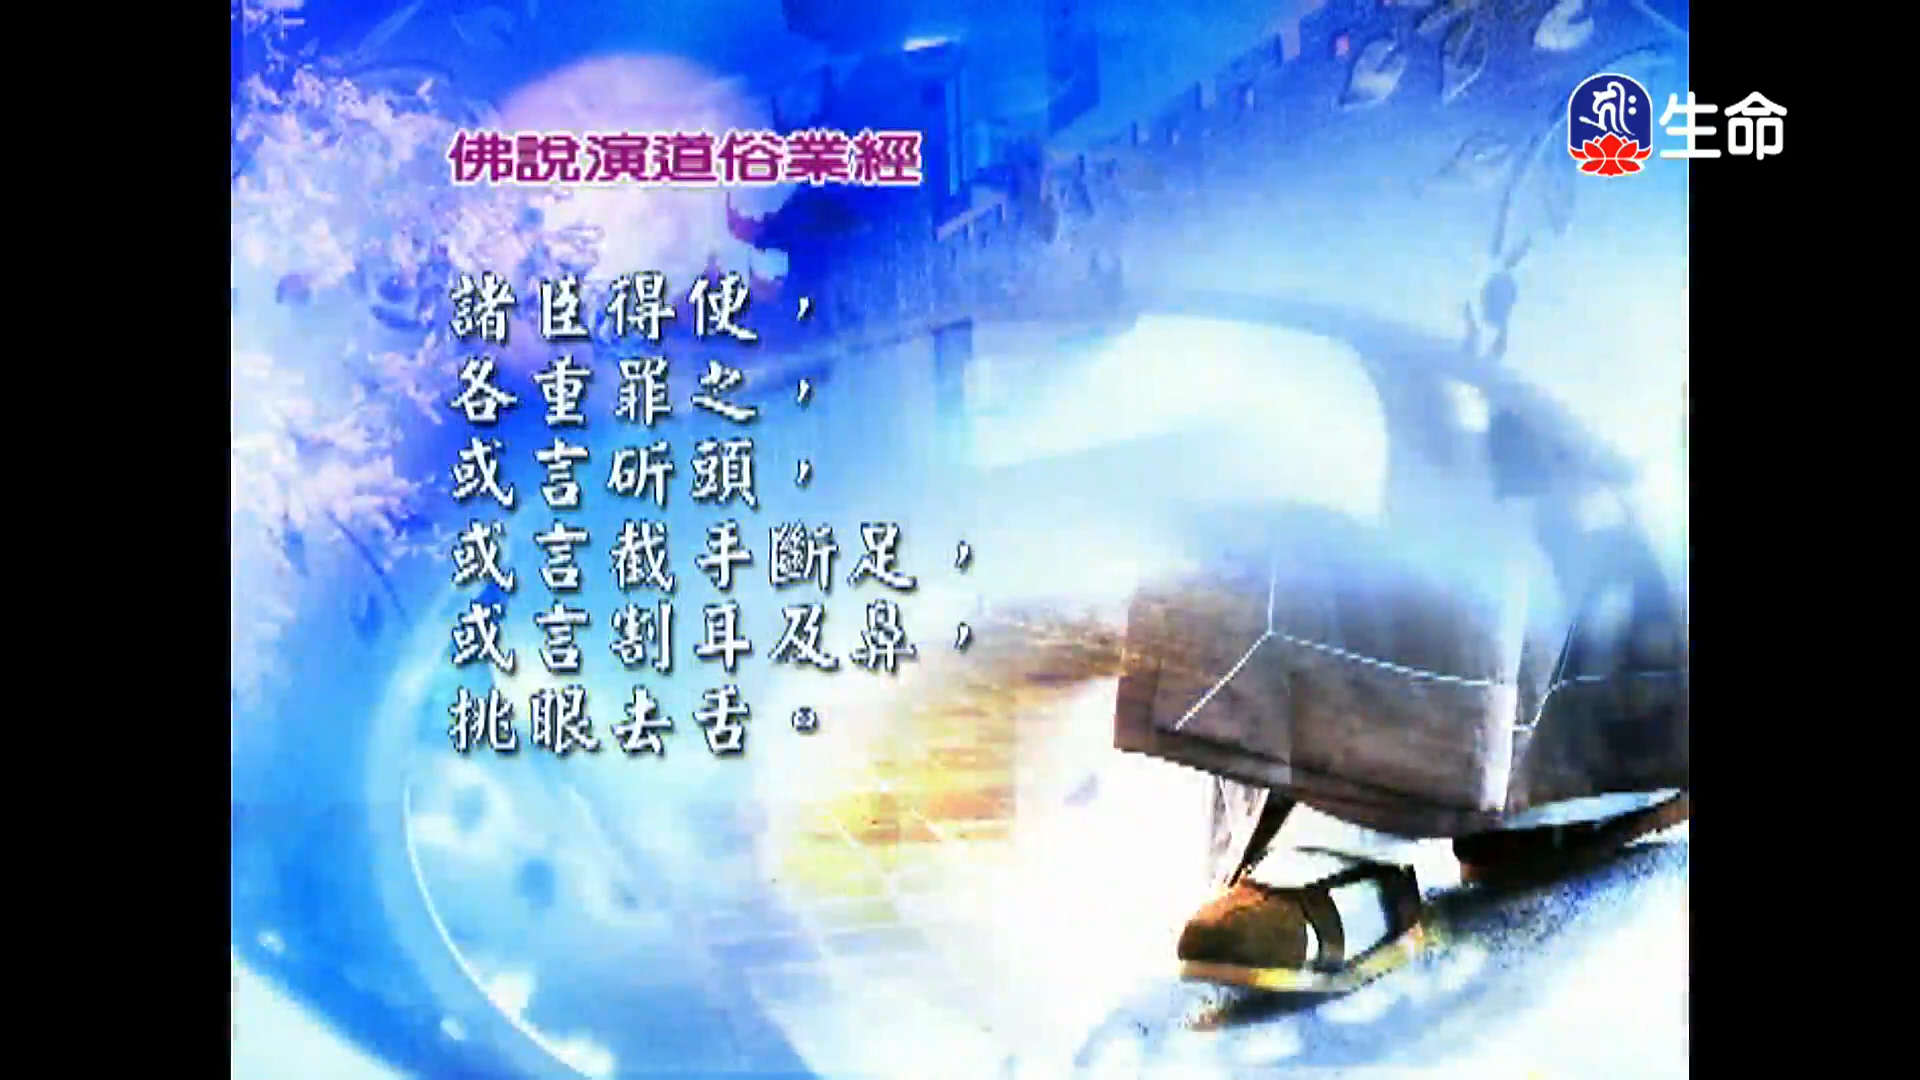 生命
佛說演道俗業經
諸臣得使，
各重罪之，
或言斫頭，
或言截手斷足，
或言割耳及鼻，
挑眼去舌。